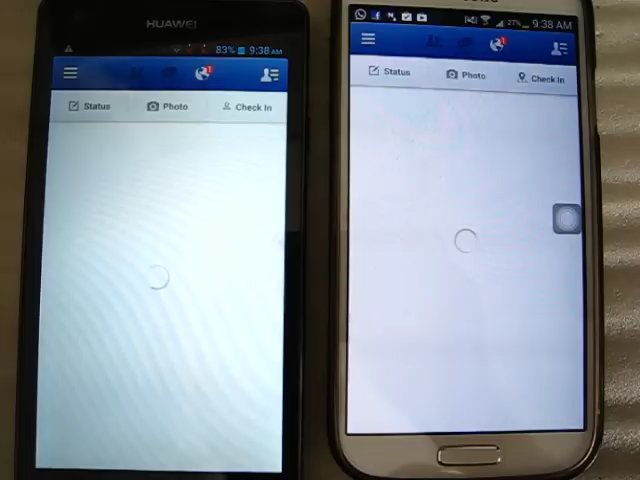 HUAWEI
83% 9:38 AM
Status Photo Check In
27% 9:38 AM
Status Photo Check In